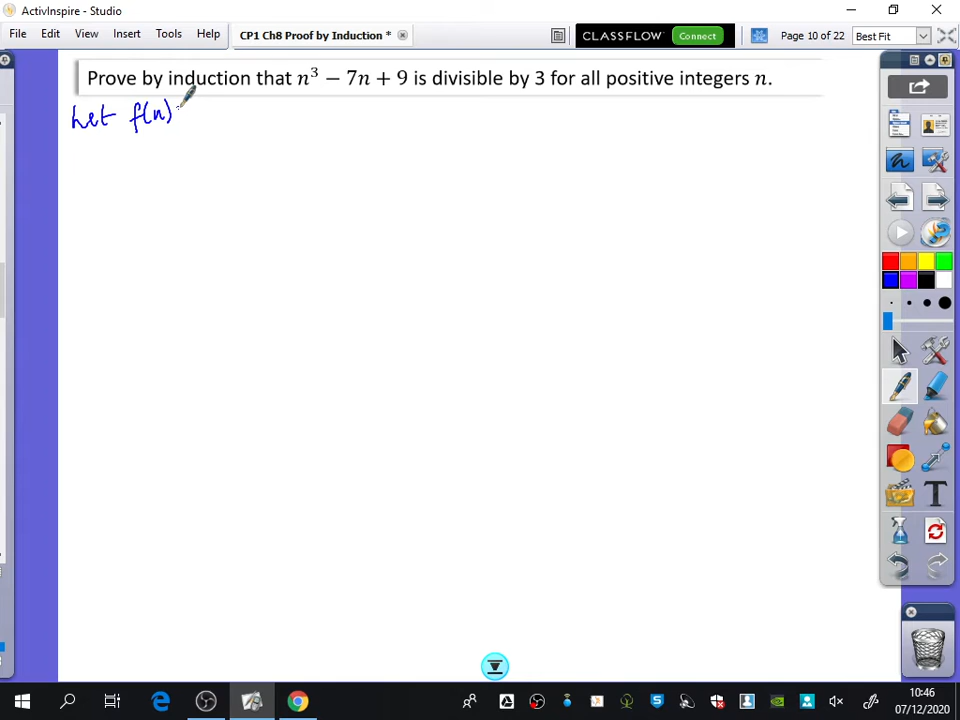 ActivInspire - Studio
File Edit View Insert Tools Help CP1 Ch8 Proof by Induction * CLASSFLOW Connect Page 10 of 22 Best Fit
Prove by induction that n³ − 7n + 9 is divisible by 3 for all positive integers n.
Let f(n)
T
10:46
07/12/2020